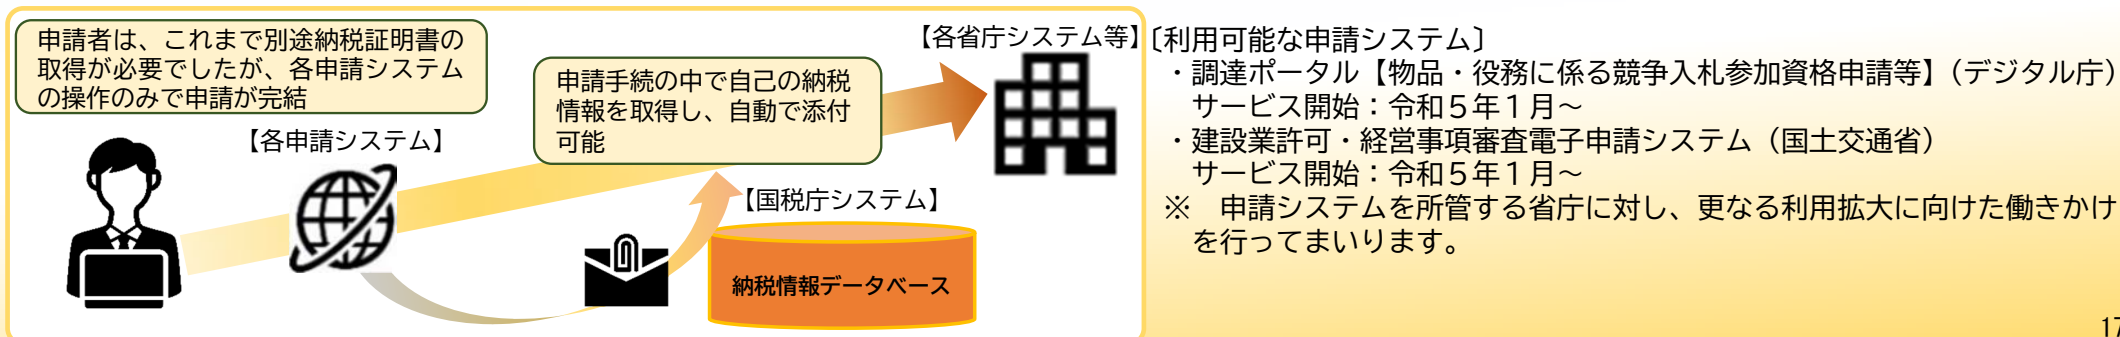 申請者は、これまで別途納税証明書の
取得が必要でしたが、各申請システム
の操作のみで申請が完結
【各申請システム】
申請手続の中で自己の納税
情報を取得し、自動で添付
可能
【各省庁システム等】
【国税庁システム】
納税情報データベース
〔利用可能な申請システム〕
・調達ポータル【物品・役務に係る競争入札参加資格申請等】（デジタル庁）
サービス開始：令和５年１月～
・建設業許可・経営事項審査電子申請システム（国土交通省）
サービス開始：令和５年１月～
※　申請システムを所管する省庁に対し、更なる利用拡大に向けた働きかけ
を行ってまいります。
17